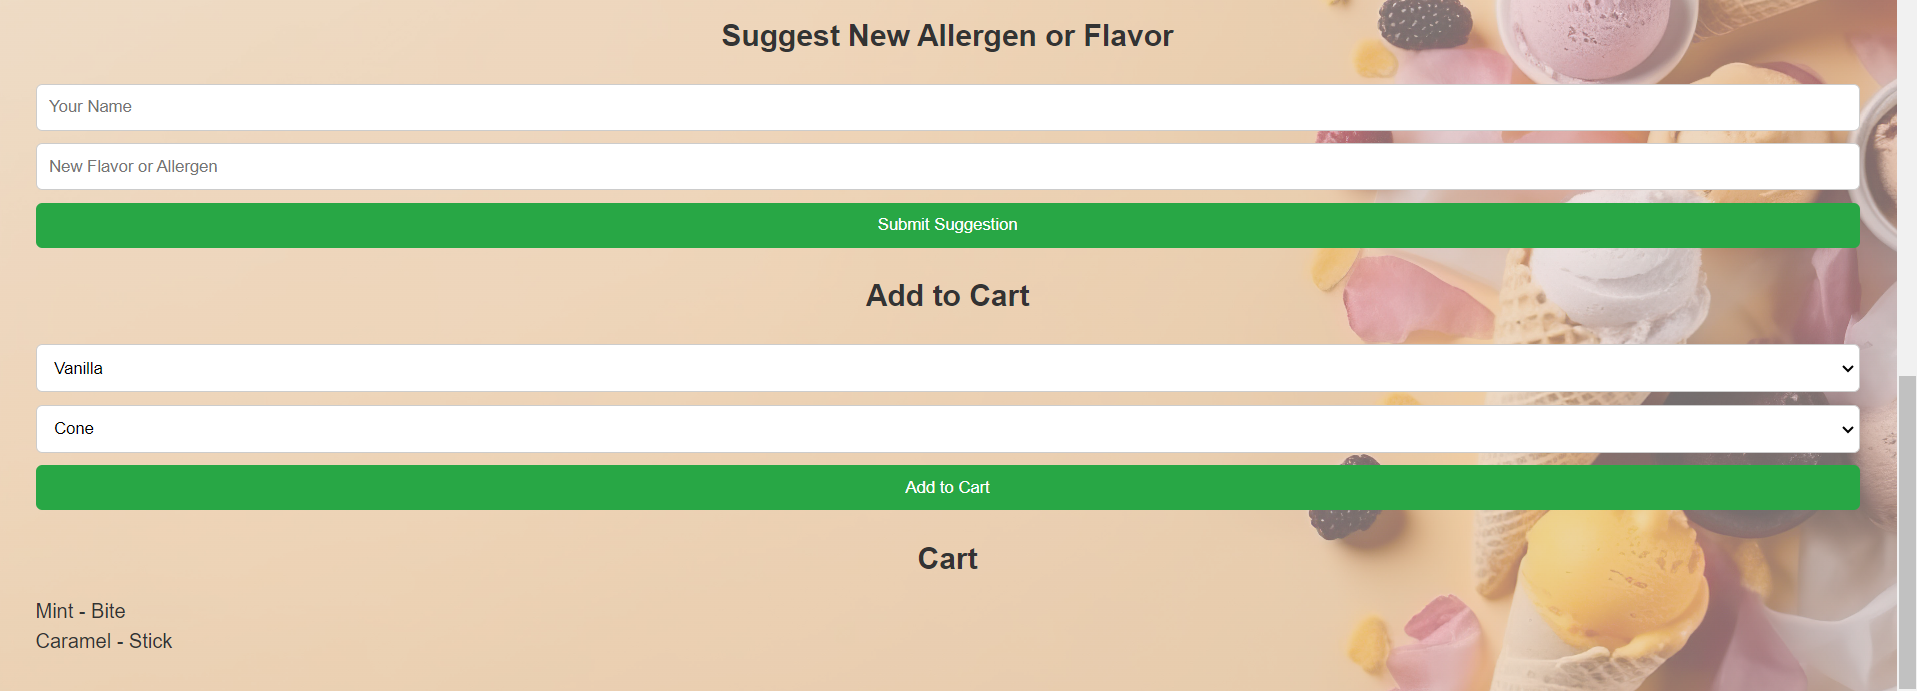 Suggest New Allergen or Flavor
Your Name
New Flavor or Allergen
Submit Suggestion
Add to Cart
Vanilla
Cone
Add to Cart
Cart
Mint - Bite
Caramel - Stick